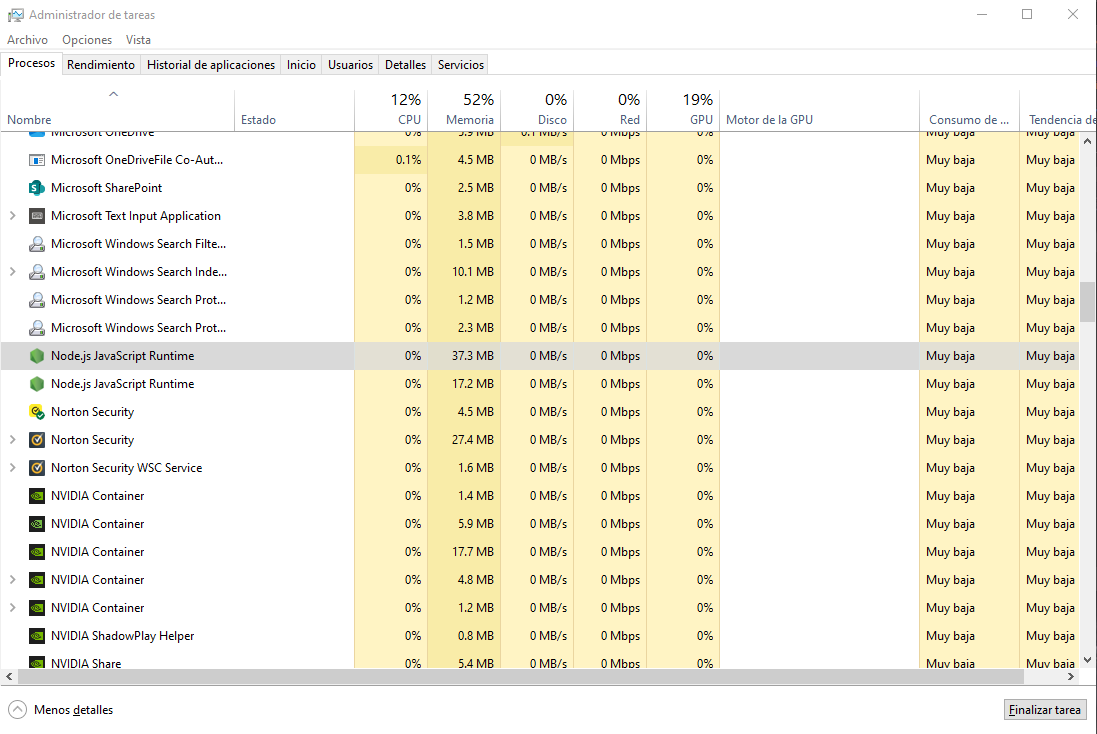 Administrador de tareas
Archivo Opciones Vista
Procesos Rendimiento Historial de aplicaciones Inicio Usuarios Detalles Servicios
12% 52% 0% 0% 19%
Nombre Estado CPU Memoria Disco Red GPU Motor de la GPU Consumo de ... Tendencia de
Microsoft OneDrive 0% 5.9 MB 0.1 MB/s 0 Mbps 0% Muy baja Muy baja
Microsoft OneDriveFile Co-Aut... 0.1% 4.5 MB 0 MB/s 0 Mbps 0% Muy baja Muy baja
Microsoft SharePoint 0% 2.5 MB 0 MB/s 0 Mbps 0% Muy baja Muy baja
Microsoft Text Input Application 0% 3.8 MB 0 MB/s 0 Mbps 0% Muy baja Muy baja
Microsoft Windows Search Filte... 0% 1.5 MB 0 MB/s 0 Mbps 0% Muy baja Muy baja
Microsoft Windows Search Inde... 0% 10.1 MB 0 MB/s 0 Mbps 0% Muy baja Muy baja
Microsoft Windows Search Prot... 0% 1.2 MB 0 MB/s 0 Mbps 0% Muy baja Muy baja
Microsoft Windows Search Prot... 0% 2.3 MB 0 MB/s 0 Mbps 0% Muy baja Muy baja
Node.js JavaScript Runtime 0% 37.3 MB 0 MB/s 0 Mbps 0% Muy baja Muy baja
Node.js JavaScript Runtime 0% 17.2 MB 0 MB/s 0 Mbps 0% Muy baja Muy baja
Norton Security 0% 4.5 MB 0 MB/s 0 Mbps 0% Muy baja Muy baja
Norton Security 0% 27.4 MB 0 MB/s 0 Mbps 0% Muy baja Muy baja
Norton Security WSC Service 0% 1.6 MB 0 MB/s 0 Mbps 0% Muy baja Muy baja
NVIDIA Container 0% 1.4 MB 0 MB/s 0 Mbps 0% Muy baja Muy baja
NVIDIA Container 0% 5.9 MB 0 MB/s 0 Mbps 0% Muy baja Muy baja
NVIDIA Container 0% 17.7 MB 0 MB/s 0 Mbps 0% Muy baja Muy baja
NVIDIA Container 0% 4.8 MB 0 MB/s 0 Mbps 0% Muy baja Muy baja
NVIDIA Container 0% 1.2 MB 0 MB/s 0 Mbps 0% Muy baja Muy baja
NVIDIA ShadowPlay Helper 0% 0.8 MB 0 MB/s 0 Mbps 0% Muy baja Muy baja
NVIDIA Share 0% 5.4 MB 0 MB/s 0 Mbps 0% Muy baja Muy baja
Menos detalles Finalizar tarea